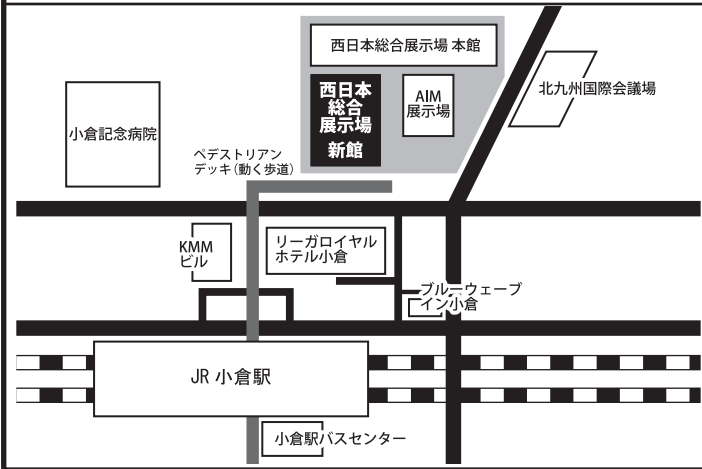 西日本総合展示場 本館
西日本
総合
展示場
新館
AIM
展示場
北九州国際会議場
小倉記念病院
ペデストリアン
デッキ(動く歩道)
KMM
ビル
リーガロイヤル
ホテル小倉
ブルーウェーブ
イン小倉
JR 小倉駅
小倉駅バスセンター